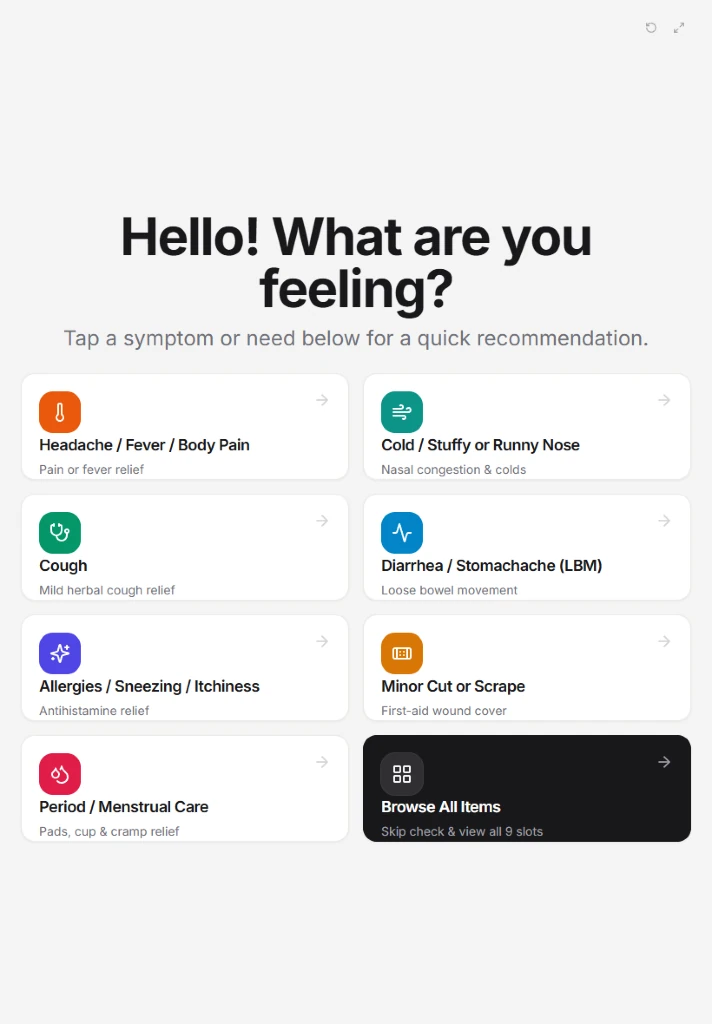 Hello! What are you
feeling?
Tap a symptom or need below for a quick recommendation.
Headache / Fever / Body Pain
Pain or fever relief
Cold / Stuffy or Runny Nose
Nasal congestion & colds
Cough
Mild herbal cough relief
Diarrhea / Stomachache (LBM)
Loose bowel movement
Allergies / Sneezing / Itchiness
Antihistamine relief
Minor Cut or Scrape
First-aid wound cover
Period / Menstrual Care
Pads, cup & cramp relief
Browse All Items
Skip check & view all 9 slots